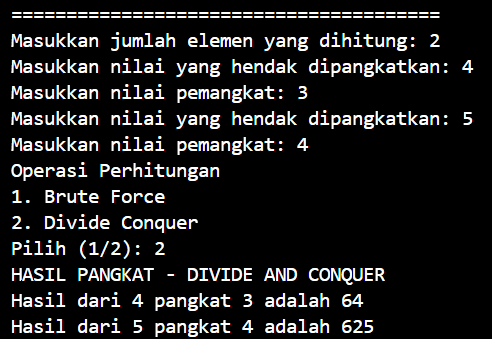 =======================================
Masukkan jumlah elemen yang dihitung: 2
Masukkan nilai yang hendak dipangkatkan: 4
Masukkan nilai pemangkat: 3
Masukkan nilai yang hendak dipangkatkan: 5
Masukkan nilai pemangkat: 4
Operasi Perhitungan
1. Brute Force
2. Divide Conquer
Pilih (1/2): 2
HASIL PANGKAT - DIVIDE AND CONQUER
Hasil dari 4 pangkat 3 adalah 64
Hasil dari 5 pangkat 4 adalah 625